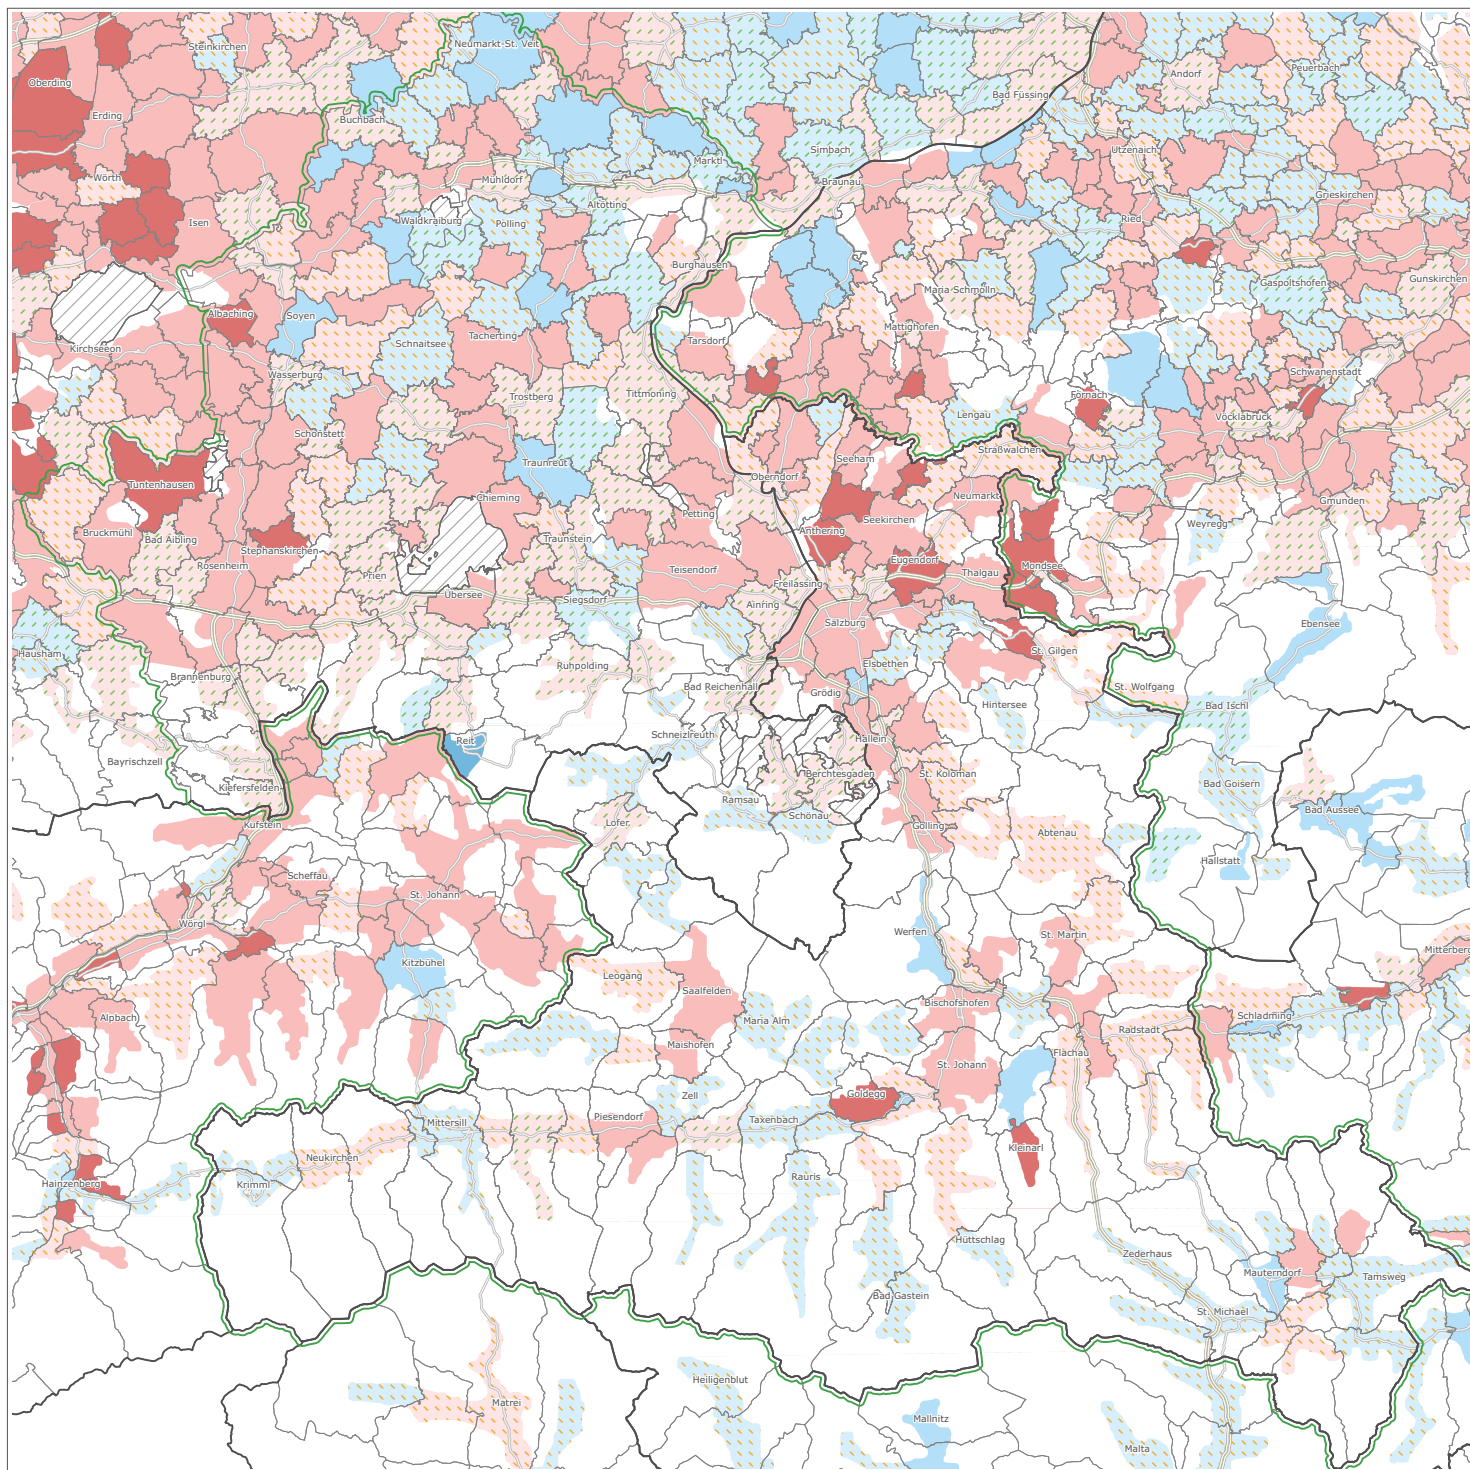 Steinkirchen
Neumarkt-St. Veit
Andorf
Peuerbach
Oberding
Bad Füssing
Erding
Buchbach
Simbach
Utzenaich
Marktl
Wörth
Mühldorf
Braunau
Grieskirchen
Altötting
Isen
Waldkraiburg
Polling
Ried
Burghausen
Gunskirchen
Maria Schmolln
Gaspoltshofen
Albaching
Soyen
Mattighofen
Tacherting
Tarsdorf
Schnaitsee
Kirchseeon
Schwanenstadt
Wasserburg
Tittmoning
Trostberg
Fornach
Lengau
Vöcklabruck
Schonstett
Straßwalchen
Seeham
Traunreut
Oberndorf
Tuntenhausen
Chieming
Neumarkt
Gmunden
Petting
Seekirchen
Weyregg
Bruckmühl
Anthering
Bad Aibling
Traunstein
Stephanskirchen
Eugendorf
Rosenheim
Mondsee
Teisendorf
Thalgau
Prien
Freilassing
Übersee
Siegsdorf
Ainring
Salzburg
Ebensee
Hausham
St. Gilgen
Elsbethen
Ruhpolding
Brannenburg
Bad Reichenhall
St. Wolfgang
Grödig
Hintersee
Bad Ischl
Schneizlreuth
Reit
Hallein
Bayrischzell
Berchtesgaden
St. Koloman
Bad Goisern
Kiefersfelden
Ramsau
Bad Aussee
Schönau
Kufstein
Lofer
Gölling
Abtenau
Hallstatt
Scheffau
St. Johann
Wörgl
Werfen
St. Martin
Mitterberg
Kitzbühel
Leogang
Saalfelden
Bischofshofen
Alpbach
Maria Alm
Schladming
Radstadt
Maishofen
Flachau
St. Johann
Zell
Goldegg
Piesendorf
Taxenbach
Mittersill
Kleinarl
Neukirchen
Rauris
Hainzenberg
Krimml
Hüttschlag
Zederhaus
Mauterndorf
Tamsweg
Bad Gastein
St. Michael
Heiligenblut
Matrei
Mallnitz
Malta